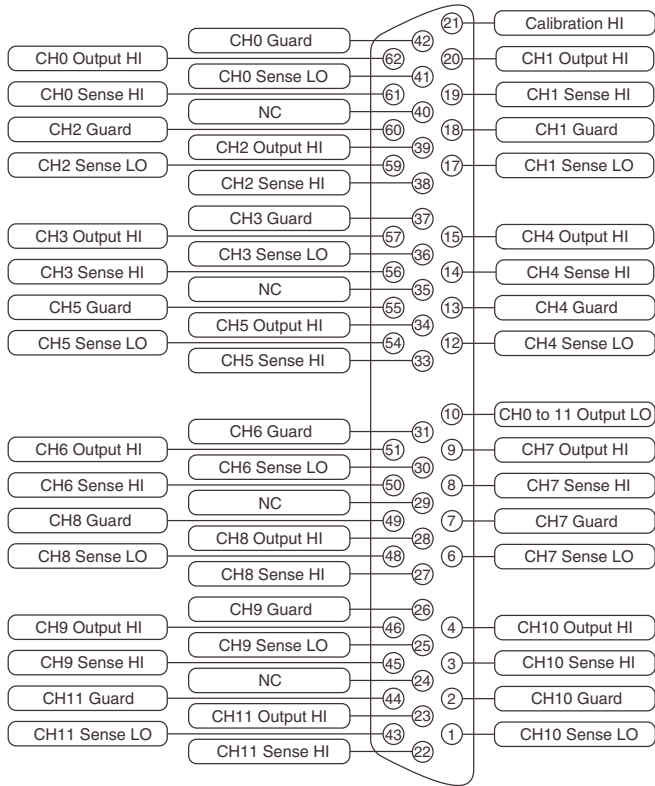 21 Calibration HI
CH0 Guard 42
CH0 Output HI 62
20 CH1 Output HI
CH0 Sense LO 41
CH0 Sense HI 61
19 CH1 Sense HI
NC 40
CH2 Guard 60
18 CH1 Guard
CH2 Output HI 39
CH2 Sense LO 59
17 CH1 Sense LO
CH2 Sense HI 38
CH3 Guard 37
CH3 Output HI 57
15 CH4 Output HI
CH3 Sense LO 36
CH3 Sense HI 56
14 CH4 Sense HI
NC 35
CH5 Guard 55
13 CH4 Guard
CH5 Output HI 34
CH5 Sense LO 54
12 CH4 Sense LO
CH5 Sense HI 33
10 CH0 to 11 Output LO
CH6 Guard 31
CH6 Output HI 51
9 CH7 Output HI
CH6 Sense LO 30
CH6 Sense HI 50
8 CH7 Sense HI
NC 29
CH8 Guard 49
7 CH7 Guard
CH8 Output HI 28
CH8 Sense LO 48
6 CH7 Sense LO
CH8 Sense HI 27
CH9 Guard 26
CH9 Output HI 46
4 CH10 Output HI
CH9 Sense LO 25
CH9 Sense HI 45
3 CH10 Sense HI
NC 24
CH11 Guard 44
2 CH10 Guard
CH11 Output HI 23
CH11 Sense LO 43
1 CH10 Sense LO
CH11 Sense HI 22